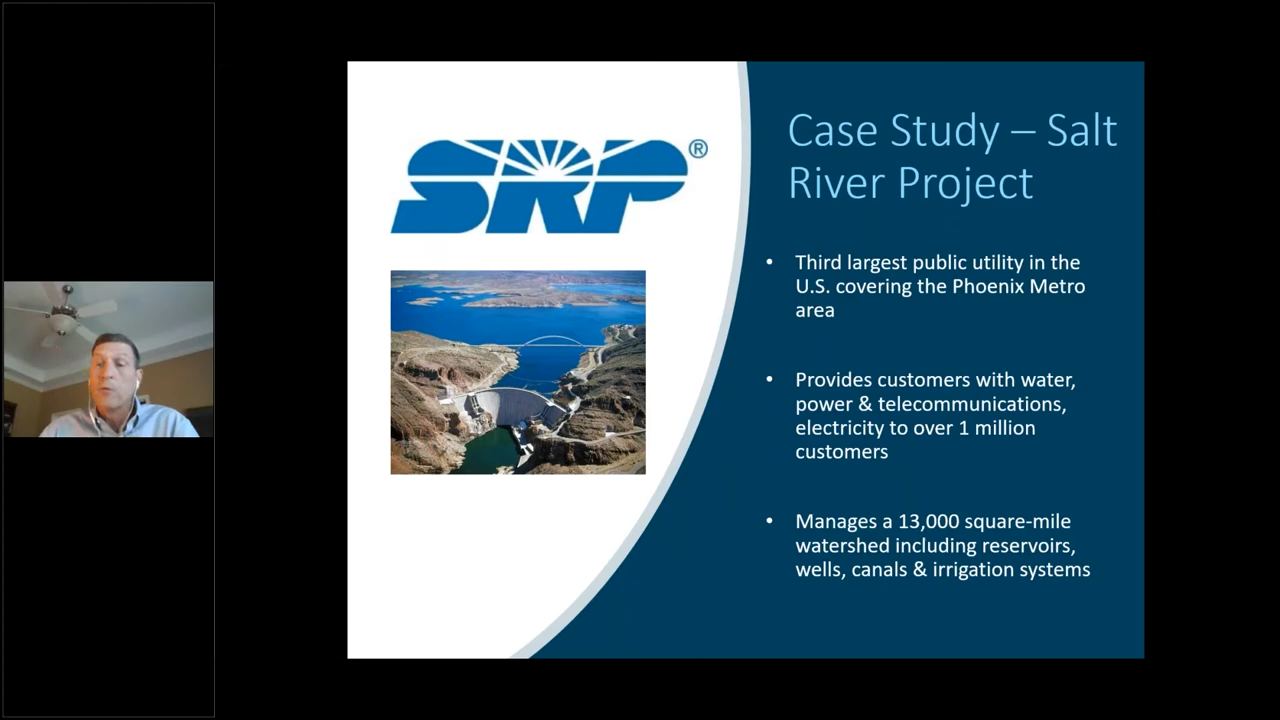 SRP®
Case Study – Salt
River Project
• Third largest public utility in the
U.S. covering the Phoenix Metro
area
• Provides customers with water,
power & telecommunications,
electricity to over 1 million
customers
• Manages a 13,000 square-mile
watershed including reservoirs,
wells, canals & irrigation systems